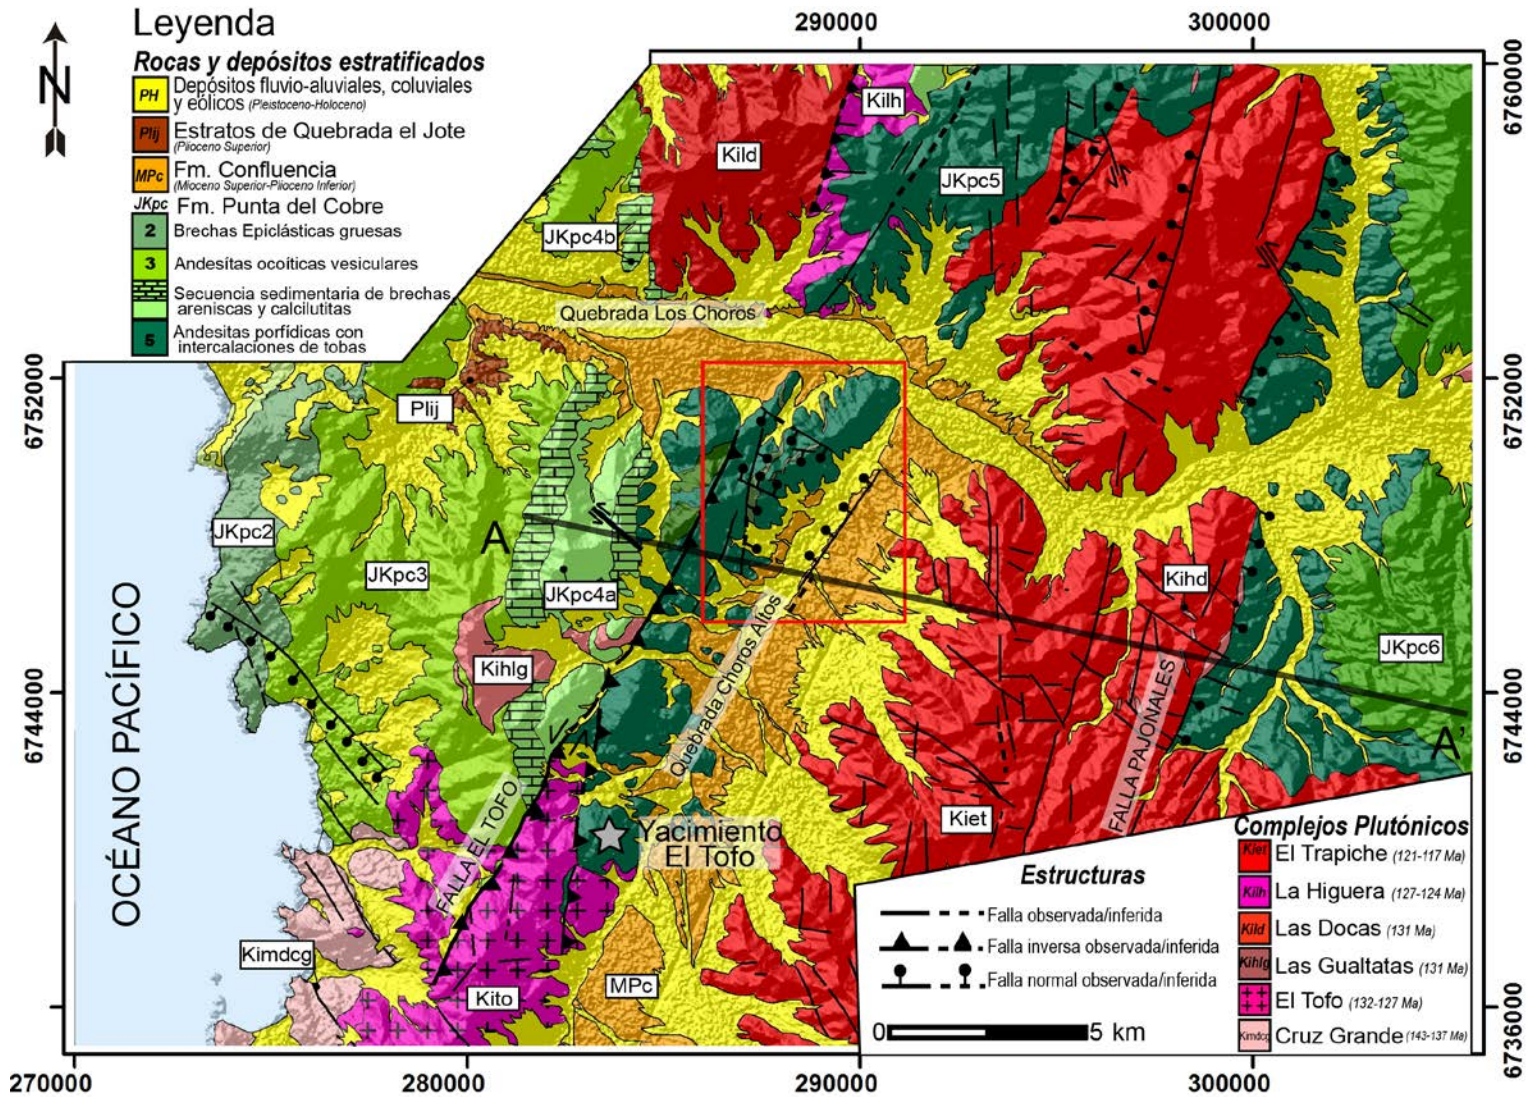 Leyenda
Rocas y depósitos estratificados
PH Depósitos fluvio-aluviales, coluviales
y eólicos (Pleistoceno-Holoceno)
Plij Estratos de Quebrada el Jote
(Plioceno Superior)
MPc Fm. Confluencia
(Mioceno Superior-Plioceno Inferior)
JKpc Fm. Punta del Cobre
2 Brechas Epiclásticas gruesas
3 Andesítas ocoíticas vesiculares
Secuencia sedimentaria de brechas
areniscas y calcilutitas
5 Andesitas porfídicas con
intercalaciones de tobas
N
290000
300000
6760000
6752000
6744000
6736000
6752000
6744000
270000
280000
290000
300000
Kilh
Kild
JKpc5
JKpc4b
Quebrada Los Choros
Plij
JKpc2
A
JKpc3
JKpc4a
Kihd
JKpc6
Kihlg
Quebrada Choros Altos
FALLA PAJONALES
A'
OCÉANO PACÍFICO
FALLA EL TOFO
Yacimiento
El Tofo
Kiet
Kimdcg
Kito
MPc
Estructuras
Falla observada/inferida
Falla inversa observada/inferida
Falla normal observada/inferida
0 5 km
Complejos Plutónicos
Kiet El Trapiche (121-117 Ma)
Kilh La Higuera (127-124 Ma)
Kild Las Docas (131 Ma)
Kihlg Las Gualtatas (131 Ma)
El Tofo (132-127 Ma)
Kimdcg Cruz Grande (143-137 Ma)